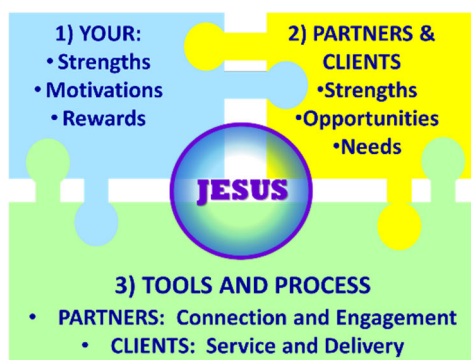 1) YOUR:
•Strengths
•Motivations
•Rewards
2) PARTNERS &
CLIENTS
•Strengths
•Opportunities
•Needs
JESUS
3) TOOLS AND PROCESS
• PARTNERS: Connection and Engagement
• CLIENTS: Service and Delivery